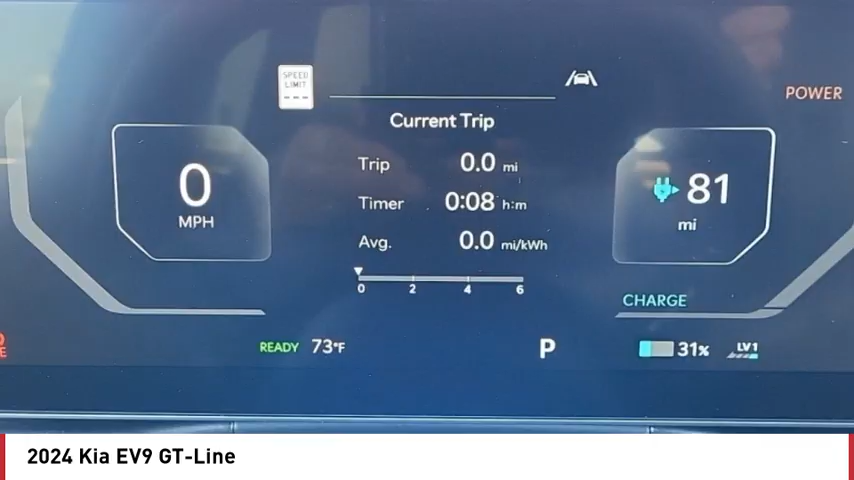 SPEED
LIMIT
---
POWER
Current Trip
Trip 0.0 mi
Timer 0:08 h:m
Avg. 0.0 mi/kWh
0 2 4 6
0
MPH
81
mi
CHARGE
READY 73°F
P
31%
LV1
2024 Kia EV9 GT-Line